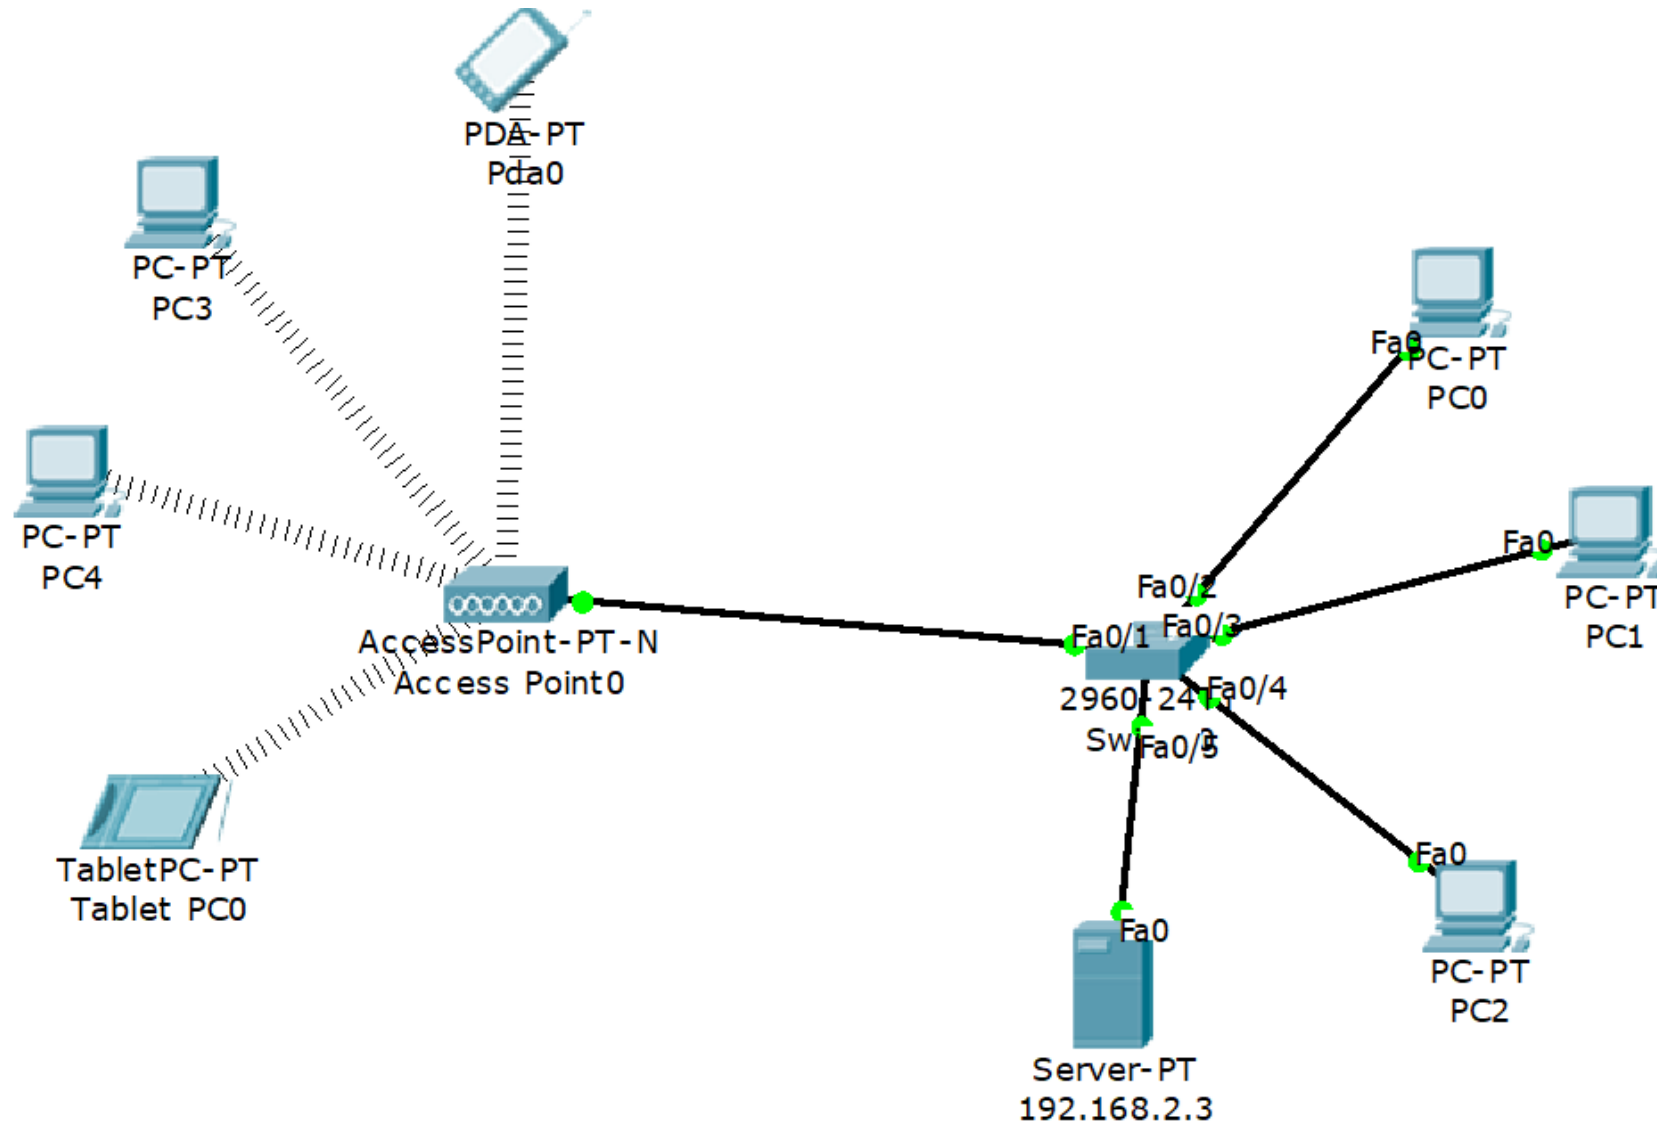 PDA-PT
Pda0
PC-PT
PC3
Fa0
PC-PT
PC0
PC-PT
PC4
Fa0
PC-PT
PC1
Fa0/2
Fa0/3
Fa0/1
AccessPoint-PT-N
Access Point0
Fa0/4
Fa0/5
Fa0
PC-PT
PC2
TabletPC-PT
Tablet PC0
Fa0
Server-PT
192.168.2.3